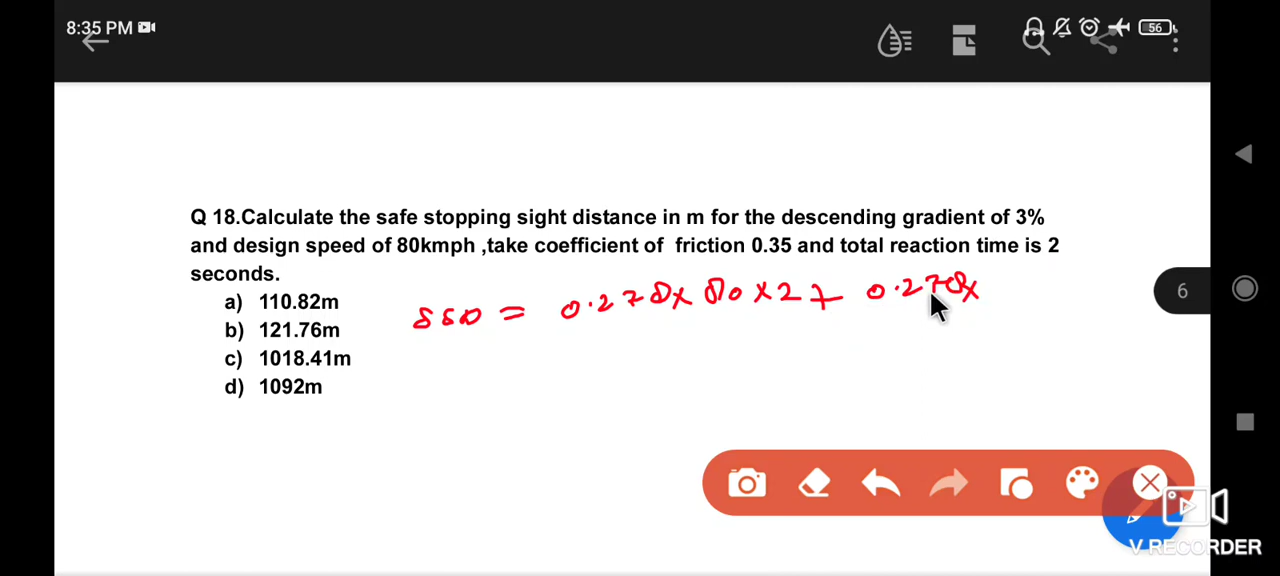 8:35 PM
56
Q 18.Calculate the safe stopping sight distance in m for the descending gradient of 3%
and design speed of 80kmph ,take coefficient of friction 0.35 and total reaction time is 2
seconds.
a) 110.82m
b) 121.76m
c) 1018.41m
d) 1092m
SSD = 0.278x 80 x 2 + 0.278x
6
V RECORDER